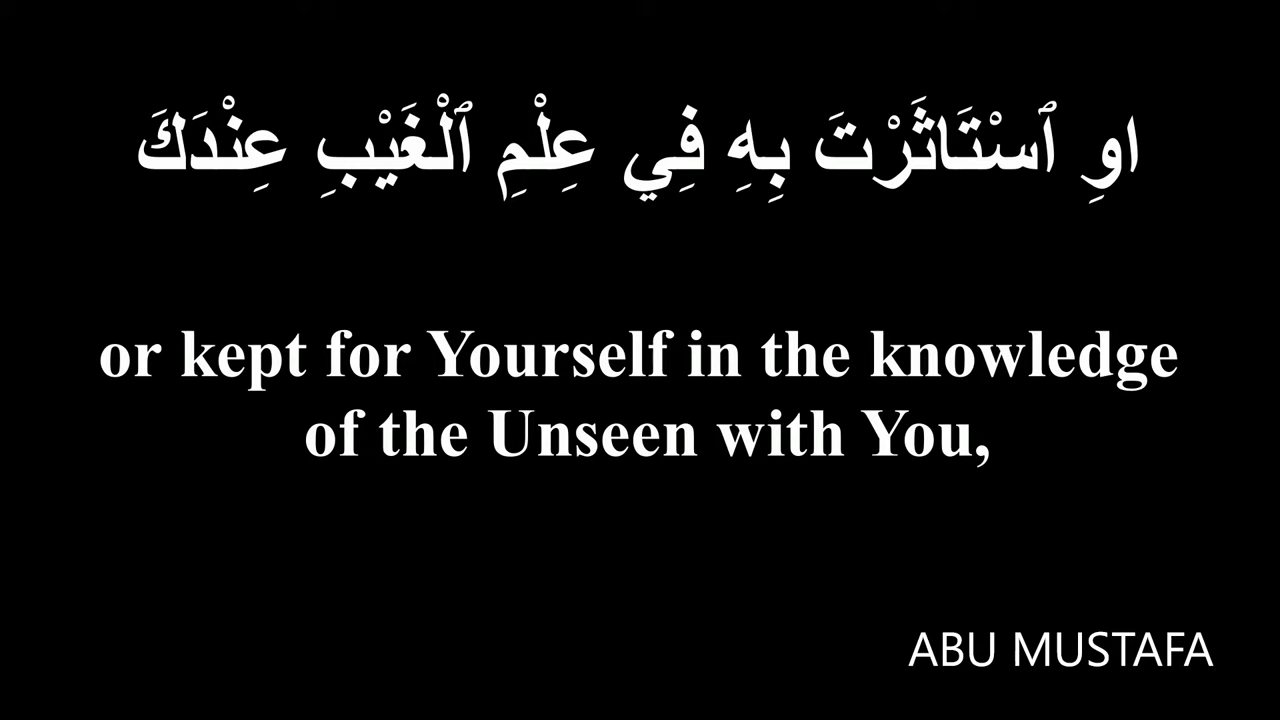 اوِ ٱسْتَاثَرْتَ بِهِ فِي عِلْمِ ٱلْغَيْبِ عِنْدَكَ
or kept for Yourself in the knowledge
of the Unseen with You,
ABU MUSTAFA